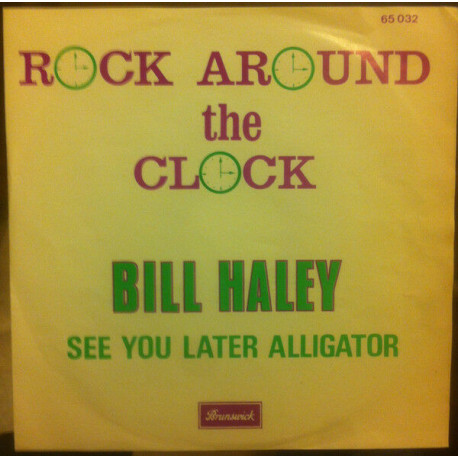 65 032
ROCK AROUND
the
CLOCK
BILL HALEY
SEE YOU LATER ALLIGATOR
Brunswick